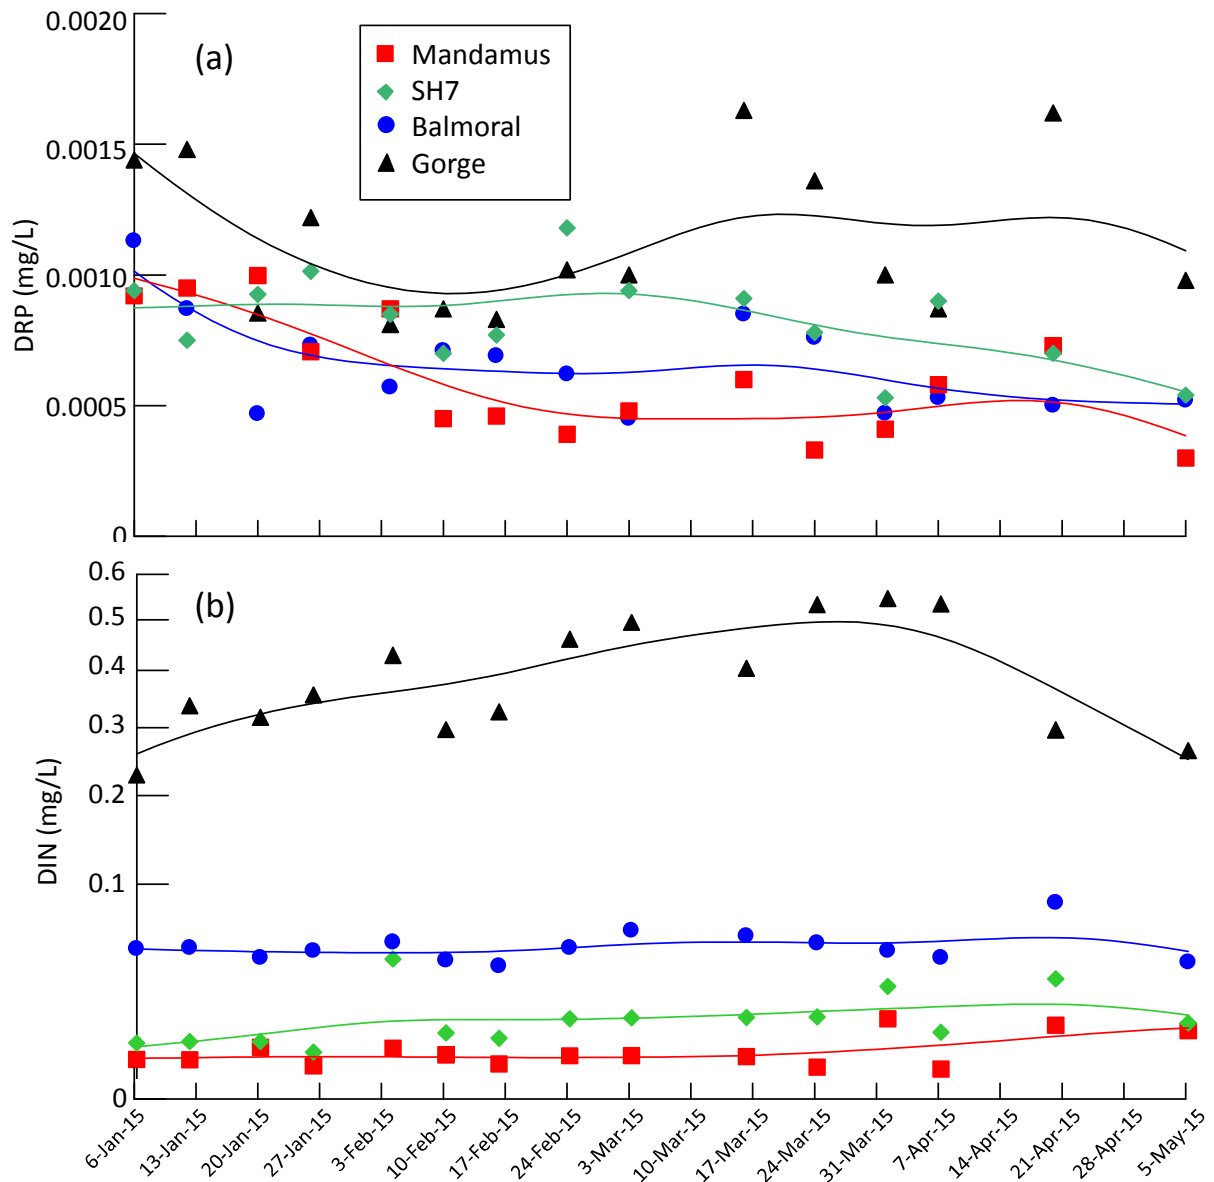 0.0020
(a)
Mandamus
SH7
Balmoral
Gorge
0.0015
0.0010
0.0005
0
DRP (mg/L)
0.6
(b)
0.5
0.4
0.3
0.2
0.1
0
DIN (mg/L)
6-Jan-15
13-Jan-15
20-Jan-15
27-Jan-15
3-Feb-15
10-Feb-15
17-Feb-15
24-Feb-15
3-Mar-15
10-Mar-15
17-Mar-15
24-Mar-15
31-Mar-15
7-Apr-15
14-Apr-15
21-Apr-15
28-Apr-15
5-May-15